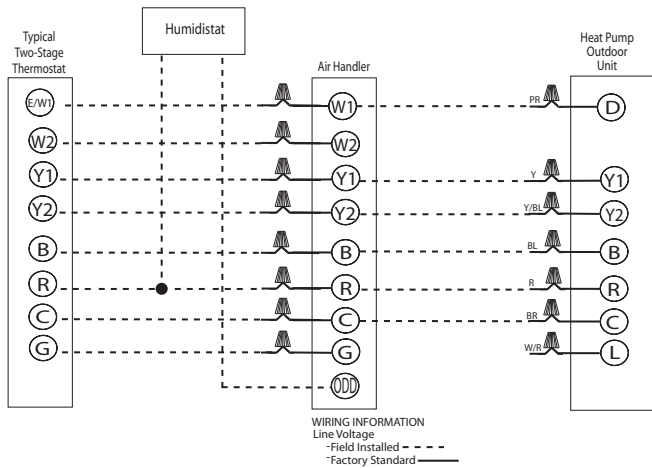 Humidistat
Typical
Two-Stage
Thermostat
Air Handler
Heat Pump
Outdoor
Unit
E/W1
W1
PR
D
W2
W2
Y1
Y1
Y
Y1
Y2
Y2
Y/BL
Y2
B
B
BL
B
R
R
R
R
C
C
BR
C
G
G
W/R
L
ODD
WIRING INFORMATION
Line Voltage
-Field Installed
-Factory Standard